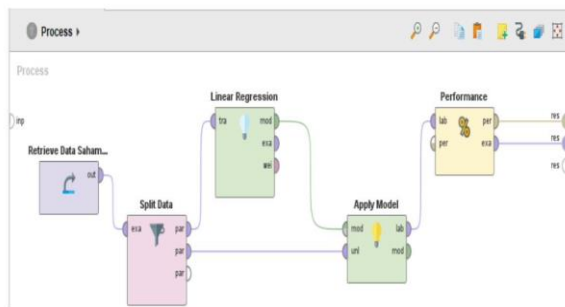 Process
Process
inp
Retrieve Data Saham...
out
Split Data
exa
par
par
par
Linear Regression
tra
mod
exa
wei
Apply Model
mod
unl
lab
mod
Performance
lab
per
per
exa
res
res
res